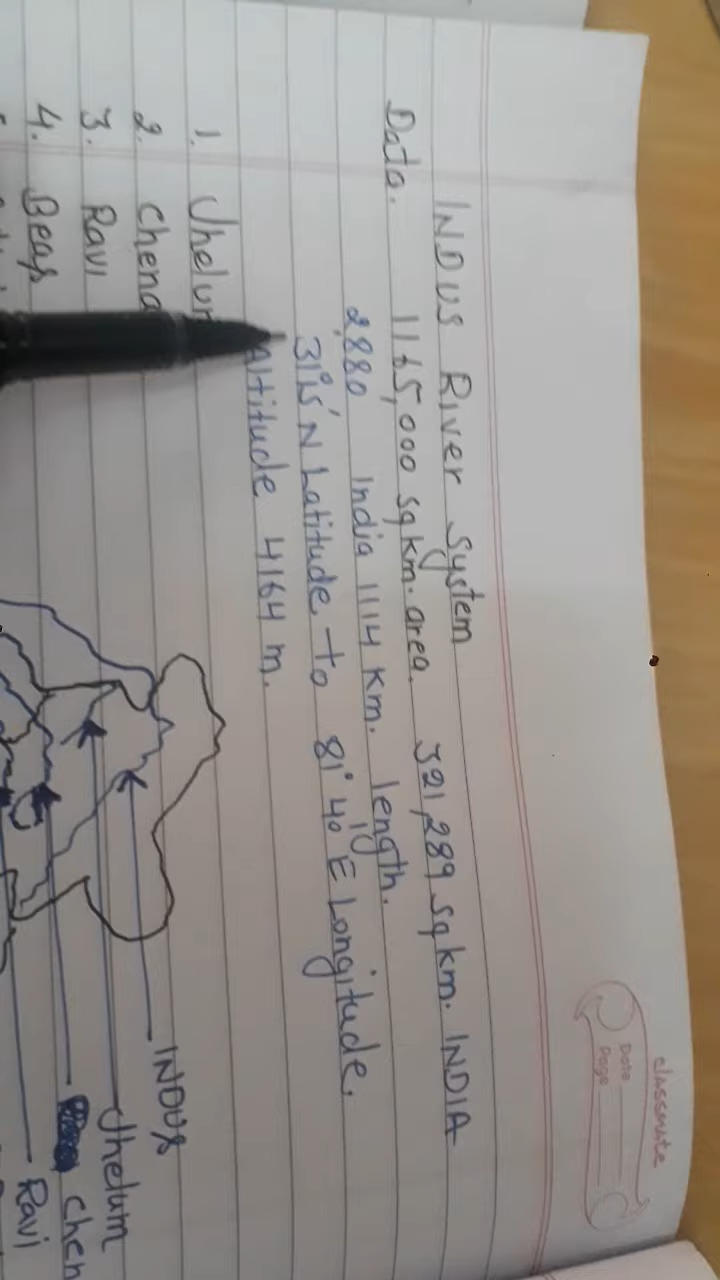 classmate
Date
Page
INDUS River System
Data. 1165,000 sq km. area. 321,289 sq km. INDIA
2880 India 1114 Km. length.
31°15' N Latitude to 81°40' E Longitude.
Altitude 4164 m.
1. Jhelum
2. Chena
3. Ravi
4. Beas
INDUS
Jhelum
Chen
Ravi